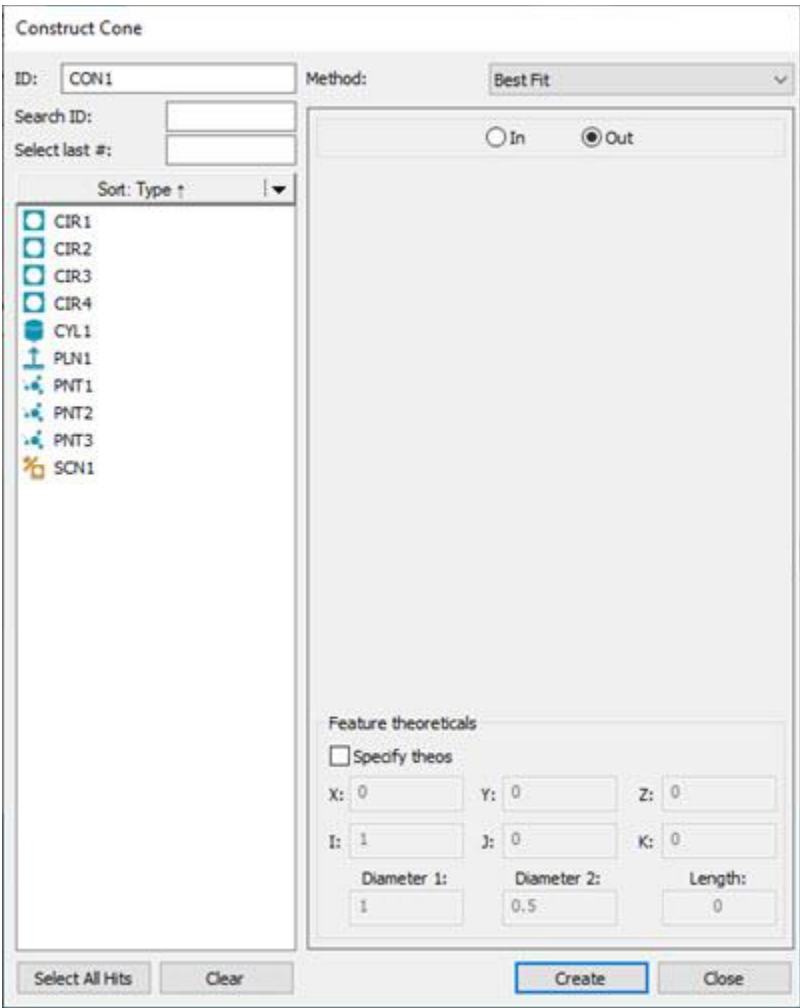 Construct Cone
ID: CON1
Method: Best Fit
Search ID:
Select last #:
In Out
Sort: Type ↑
CIR1
CIR2
CIR3
CIR4
CYL1
PLN1
PNT1
PNT2
PNT3
SCN1
Feature theoreticals
Specify theos
X: 0 Y: 0 Z: 0
I: 1 J: 0 K: 0
Diameter 1: Diameter 2: Length:
1 0.5 0
Select All Hits Clear Create Close